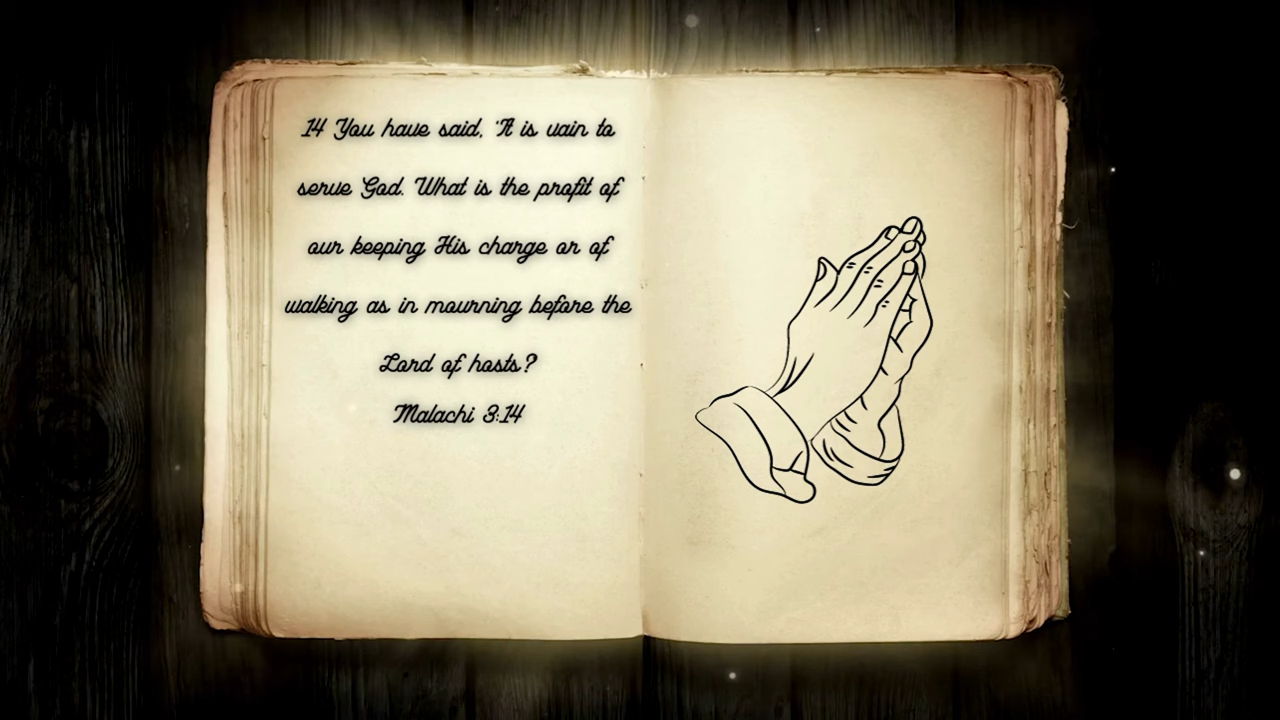 14 You have said, 'It is vain to
serve God. What is the profit of
our keeping His charge or of
walking as in mourning before the
Lord of hosts?
Malachi 3:14